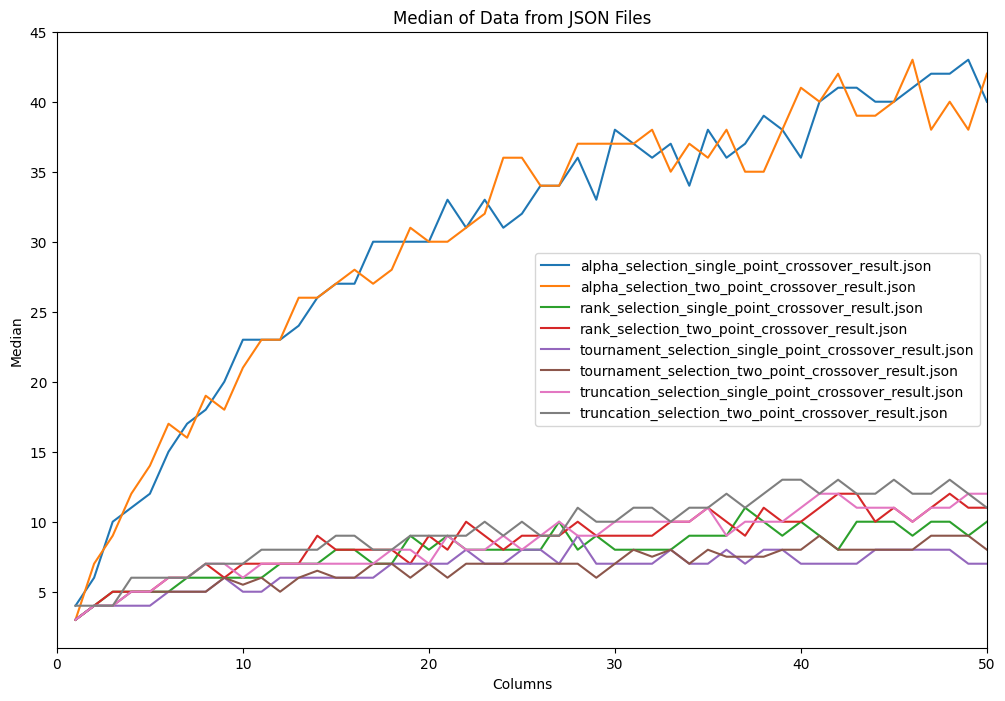 Median of Data from JSON Files
45
40
35
30
25
20
15
10
5
Median
alpha_selection_single_point_crossover_result.json
alpha_selection_two_point_crossover_result.json
rank_selection_single_point_crossover_result.json
rank_selection_two_point_crossover_result.json
tournament_selection_single_point_crossover_result.json
tournament_selection_two_point_crossover_result.json
truncation_selection_single_point_crossover_result.json
truncation_selection_two_point_crossover_result.json
0 10 20 30 40 50
Columns